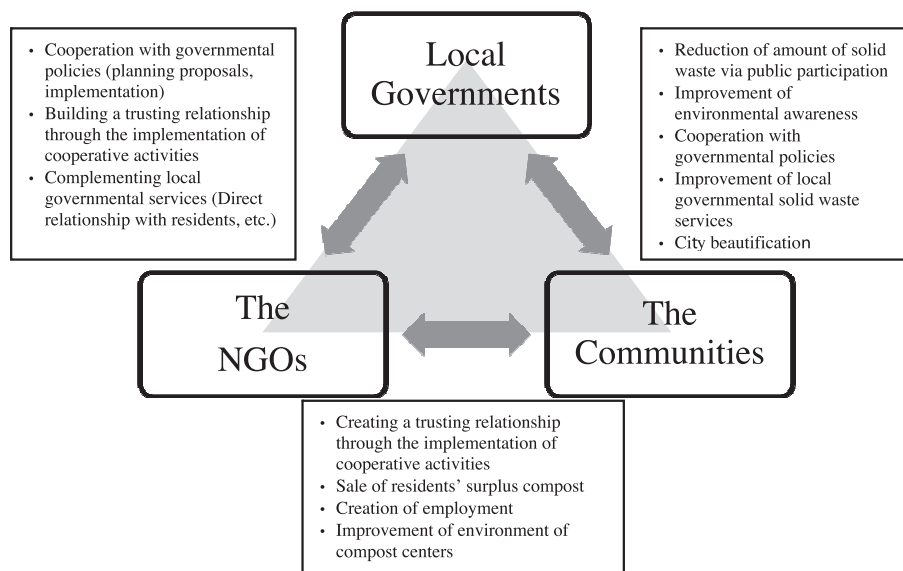 • Cooperation with governmental
policies (planning proposals,
implementation)
• Building a trusting relationship
through the implementation of
cooperative activities
• Complementing local
governmental services (Direct
relationship with residents, etc.)
Local
Governments
• Reduction of amount of solid
waste via public participation
• Improvement of
environmental awareness
• Cooperation with
governmental policies
• Improvement of local
governmental solid waste
services
• City beautification
The
NGOs
The
Communities
• Creating a trusting relationship
through the implementation of
cooperative activities
• Sale of residents’ surplus compost
• Creation of employment
• Improvement of environment of
compost centers